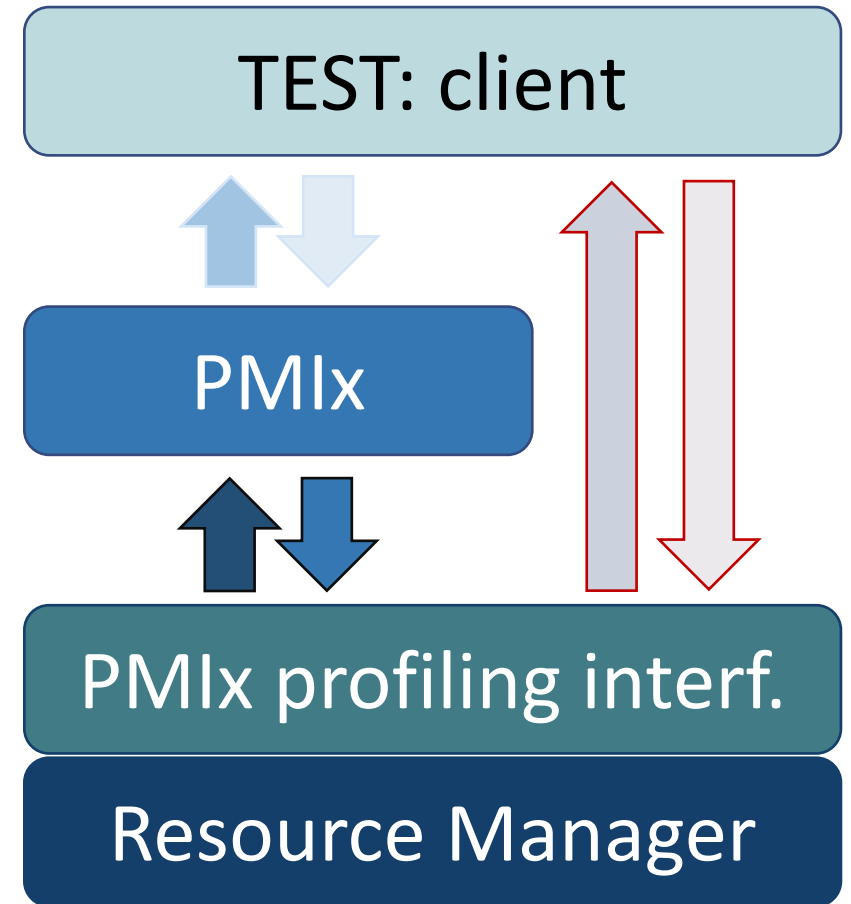 TEST: client
PMIx
PMIx profiling interf.
Resource Manager